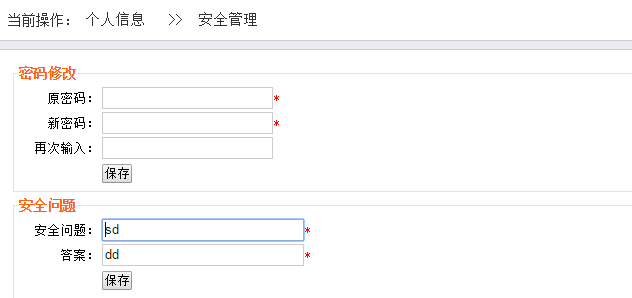 当前操作： 个人信息 >> 安全管理
密码修改
原密码： *
新密码： *
再次输入：
保存
安全问题
安全问题： sd *
答案： dd *
保存